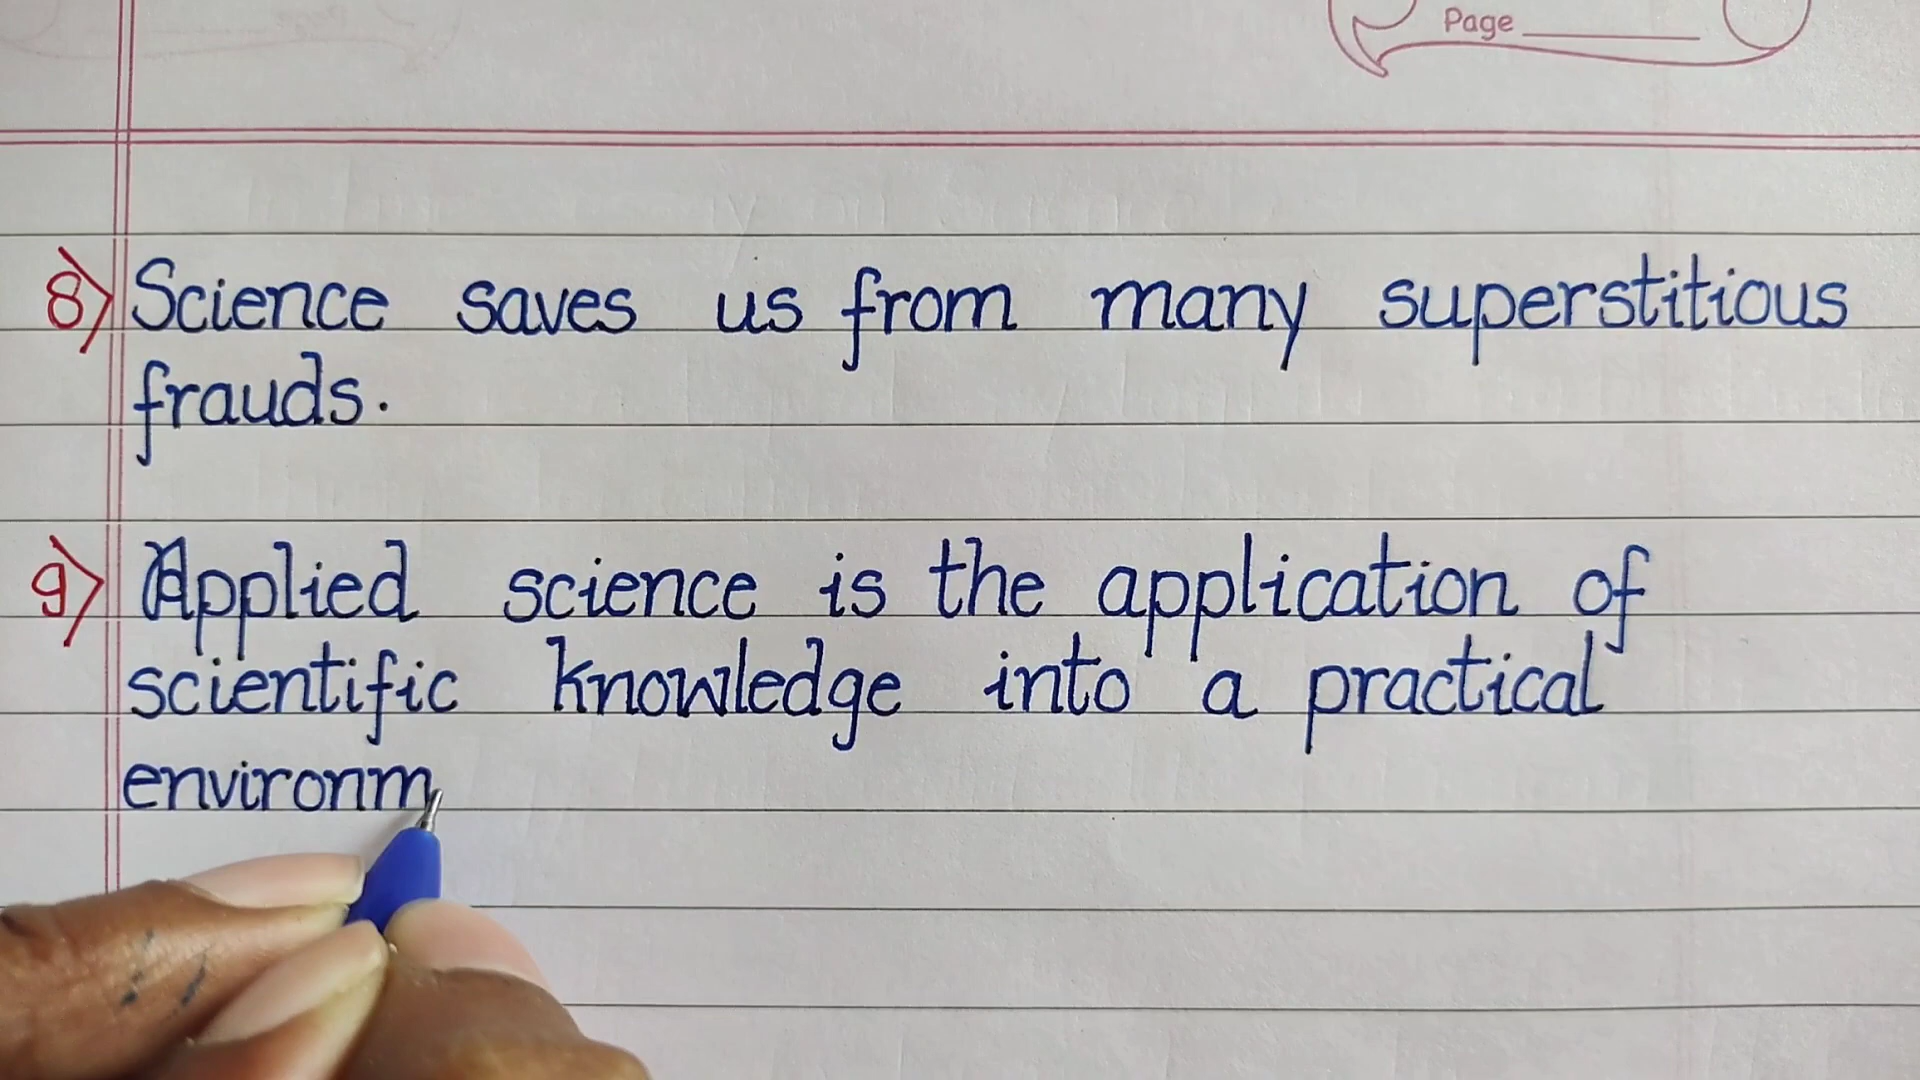 Page
8) Science saves us from many superstitious
frauds.
9) Applied science is the application of
scientific knowledge into a practical
environm